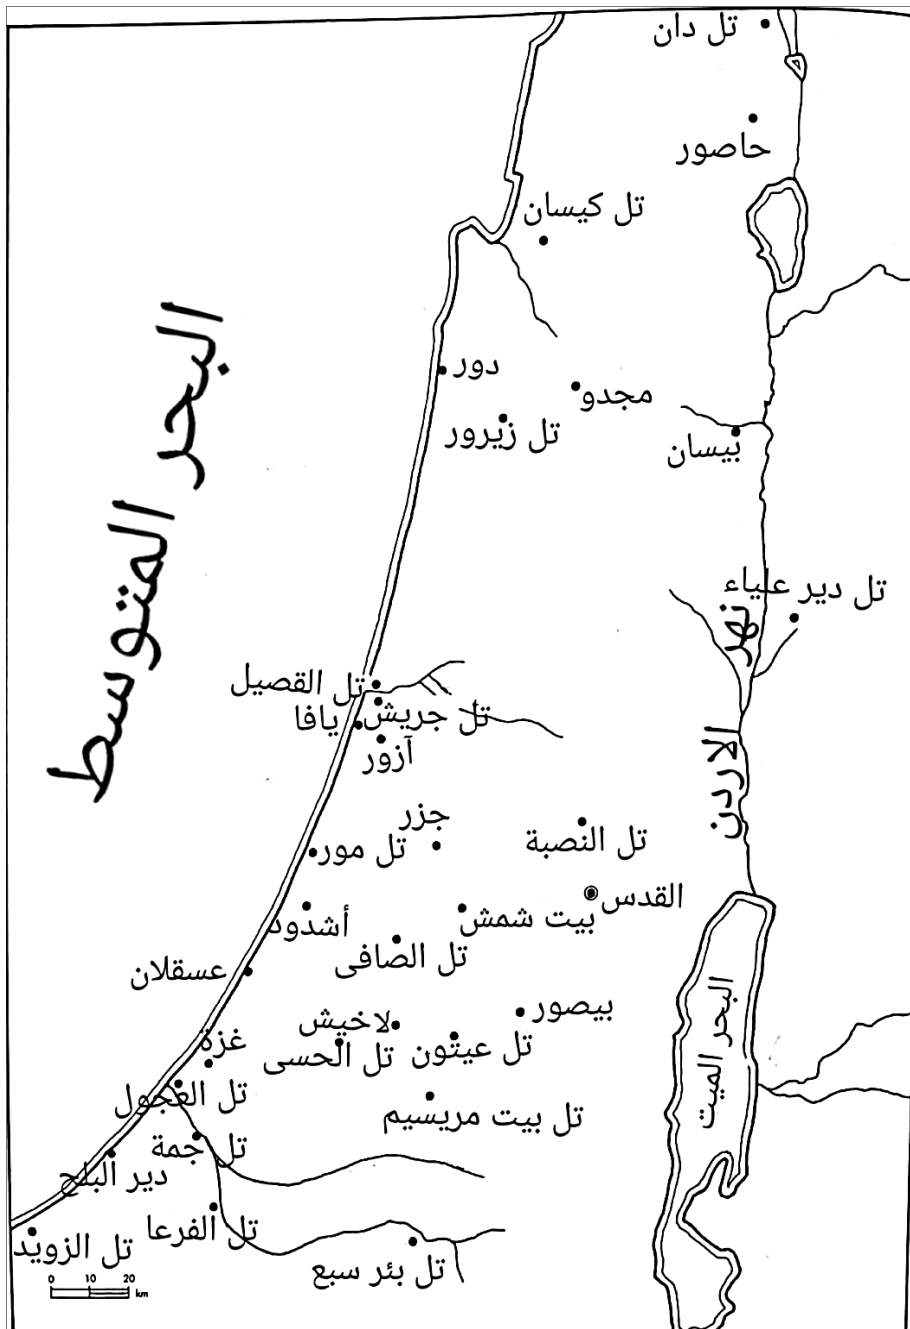 تل دان
حاصور
تل كيسان
البحر المتوسط
دور
مجدو
تل زيرور
بيسان
تل دير علياء
نهر
الاردن
تل القصيل
تل جريش
يافا
آزور
جزر
تل مور
تل النصبة
القدس
بيت شمش
أشدود
تل الصافى
عسقلان
البحر الميت
بيصور
لاخيش
تل عيتون
تل الحسى
غزة
تل العجول
تل بيت مريسيم
تل جمة
دير البلح
تل الفرعا
تل الزويد
تل بئر سبع
0 10 20
km